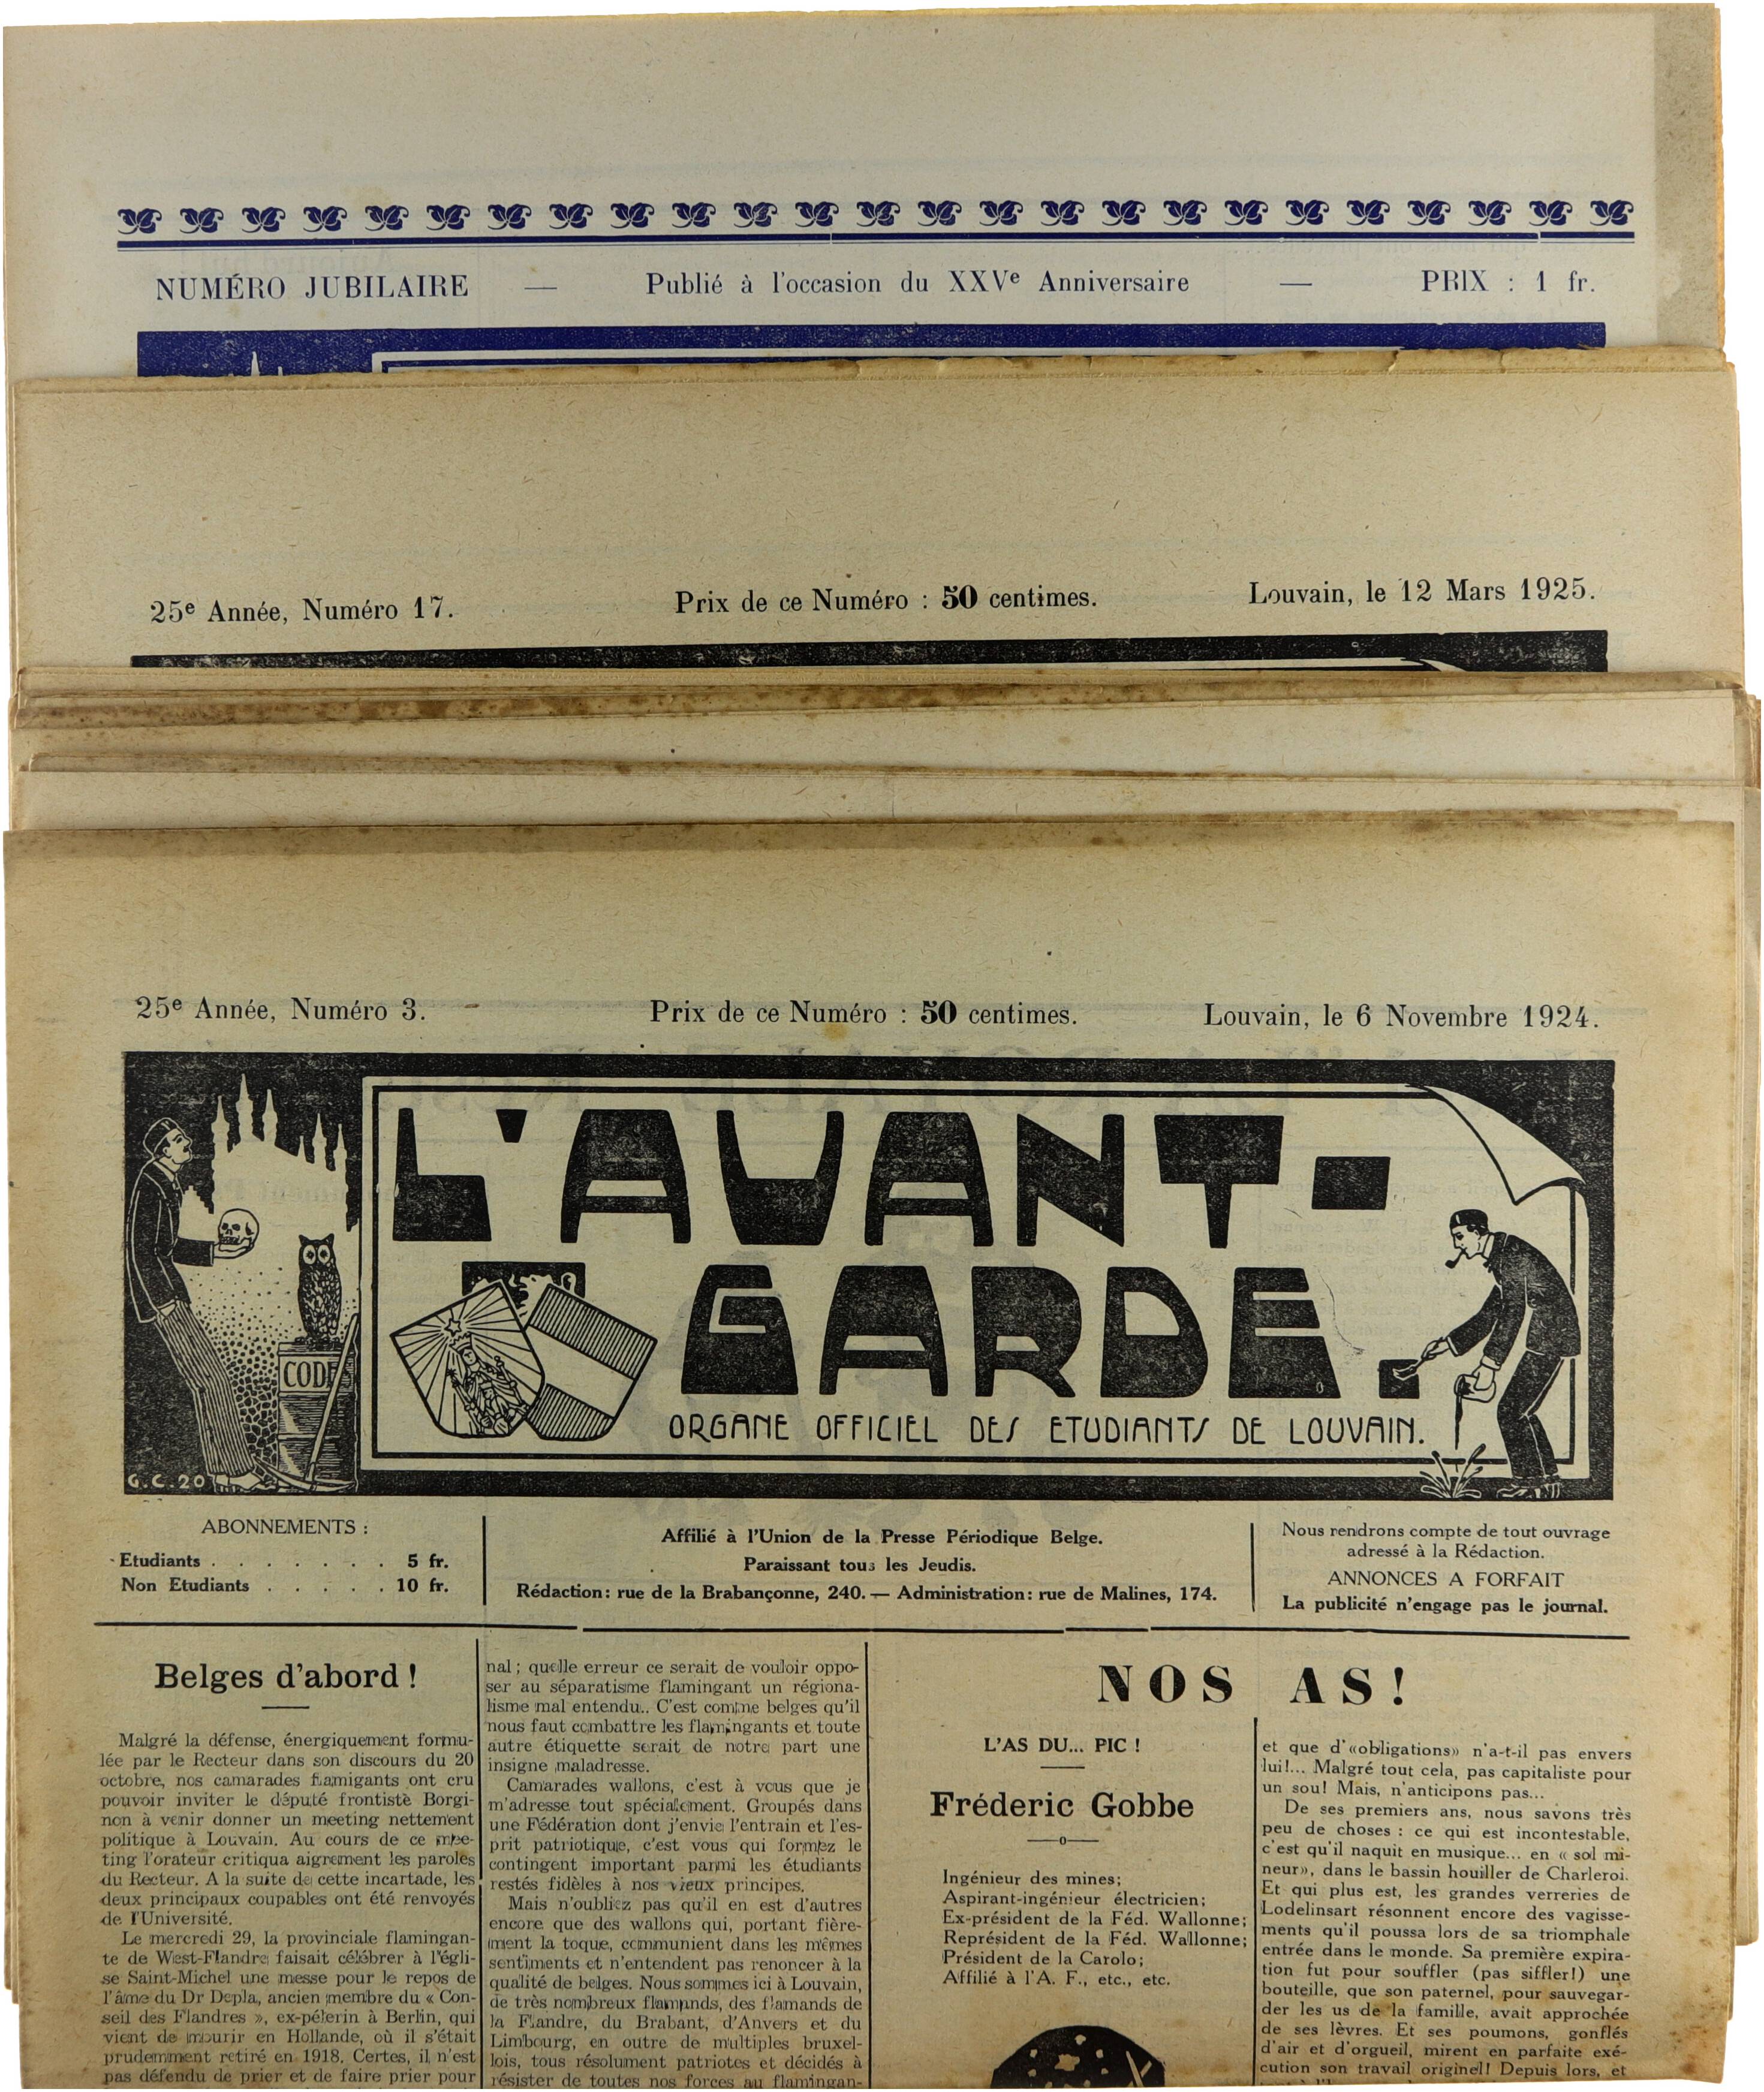 NUMÉRO JUBILAIRE — Publié à l'occasion du XXVe Anniversaire — PRIX : 1 fr.
25e Année, Numéro 17. Prix de ce Numéro : 50 centimes. Louvain, le 12 Mars 1925.
25e Année, Numéro 3. Prix de ce Numéro : 50 centimes. Louvain, le 6 Novembre 1924.
L'AVANT-
GARDE
ORGANE OFFICIEL DES ETUDIANTS DE LOUVAIN.
CODE
G.C.20
ABONNEMENTS :
Etudiants . . . . . . . 5 fr.
Non Etudiants . . . . . 10 fr.
Affilié à l'Union de la Presse Périodique Belge.
Paraissant tous les Jeudis.
Rédaction: rue de la Brabançonne, 240. — Administration: rue de Malines, 174.
Nous rendrons compte de tout ouvrage
adressé à la Rédaction.
ANNONCES A FORFAIT
La publicité n'engage pas le journal.
Belges d'abord !
Malgré la défense, énergiquement formu-
lée par le Recteur dans son discours du 20
octobre, nos camarades flamigants ont cru
pouvoir inviter le député frontiste Borgi-
non à venir donner un meeting nettement
politique à Louvain. Au cours de ce mee-
ting l'orateur critiqua aigrement les paroles
du Recteur. A la suite de cette incartade, les
deux principaux coupables ont été renvoyés
de l'Université.
Le mercredi 29, la provinciale flamingan-
te de West-Flandre faisait célébrer à l'égli-
se Saint-Michel une messe pour le repos de
l'âme du Dr Depla, ancien membre du « Con-
seil des Flandres », ex-pélerin à Berlin, qui
vient de mourir en Hollande, où il s'était
prudemment retiré en 1918. Certes, il n'est
pas défendu de prier et de faire prier pour
nal ; quelle erreur ce serait de vouloir oppo-
ser au séparatisme flamingant un régiona-
lisme mal entendu.. C'est comme belges qu'il
nous faut combattre les flamingants et toute
autre étiquette serait de notre part une
insigne maladresse.
Camarades wallons, c'est à vous que je
m'adresse tout spécialement. Groupés dans
une Fédération dont j'envie l'entrain et l'es-
prit patriotique, c'est vous qui formez le
contingent important parmi les étudiants
restés fidèles à nos vieux principes.
Mais n'oubliez pas qu'il en est d'autres
encore que des wallons qui, portant fière-
ment la toque, communient dans les mêmes
sentiments et n'entendent pas renoncer à la
qualité de belges. Nous sommes ici à Louvain,
de très nombreux flamands, des flamands de
la Flandre, du Brabant, d'Anvers et du
Limbourg, en outre de multiples bruxel-
lois, tous résolument patriotes et décidés à
résister de toutes nos forces au flamingan-
NOS AS!
L'AS DU... PIC !
Fréderic Gobbe
Ingénieur des mines;
Aspirant-ingénieur électricien;
Ex-président de la Féd. Wallonne;
Représident de la Féd. Wallonne;
Président de la Carolo;
Affilié à l'A. F., etc., etc.
et que d'«obligations» n'a-t-il pas envers
lui!... Malgré tout cela, pas capitaliste pour
un sou! Mais, n'anticipons pas...
De ses premiers ans, nous savons très
peu de choses : ce qui est incontestable,
c'est qu'il naquit en musique... en « sol mi-
neur», dans le bassin houiller de Charleroi.
Et qui plus est, les grandes verreries de
Lodelinsart résonnent encore des vagisse-
ments qu'il poussa lors de sa triomphale
entrée dans le monde. Sa première expira-
tion fut pour souffler (pas siffler!) une
bouteille, que son paternel, pour sauvegar-
der les us de la famille, avait approchée
de ses lèvres. Et ses poumons, gonflés
d'air et d'orgueil, mirent en parfaite exé-
cution son travail originel! Depuis lors, et